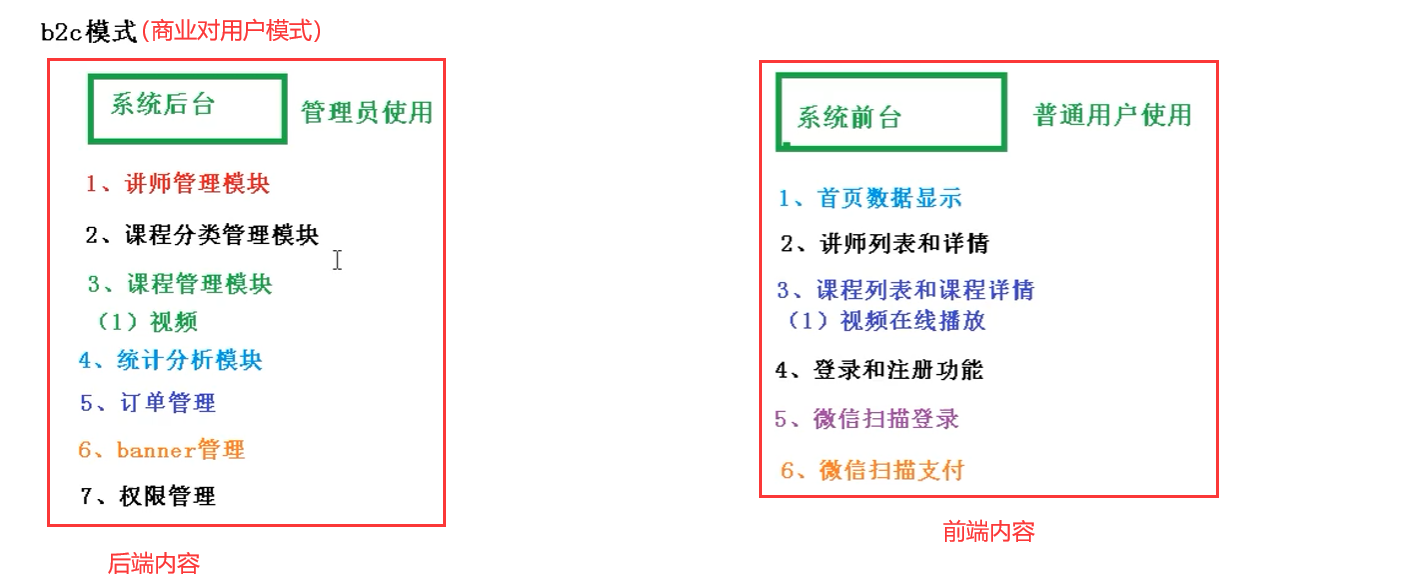 b2c模式(商业对用户模式)
系统后台
管理员使用
1、讲师管理模块
2、课程分类管理模块
3、课程管理模块
（1）视频
4、统计分析模块
5、订单管理
6、banner管理
7、权限管理
后端内容
系统前台
普通用户使用
1、首页数据显示
2、讲师列表和详情
3、课程列表和课程详情
（1）视频在线播放
4、登录和注册功能
5、微信扫描登录
6、微信扫描支付
前端内容